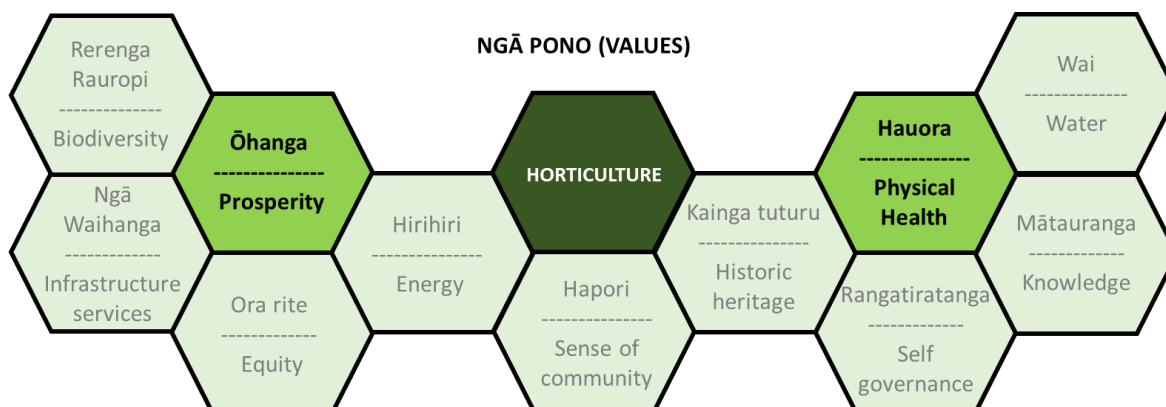 NGĀ PONO (VALUES)
Rerenga
Rauropi
--------------
Biodiversity
Ōhanga
---------------
Prosperity
Ngā
Waihanga
-------------
Infrastructure
services
Ora rite
-------------
Equity
Hirihiri
---------------
Energy
HORTICULTURE
Hapori
---------------
Sense of
community
Kainga tuturu
---------------
Historic
heritage
Hauora
---------------
Physical
Health
Rangatiratanga
-------------
Self
governance
Wai
--------------
Water
Mātauranga
-------------
Knowledge